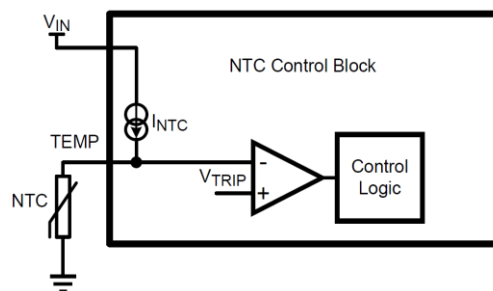 VIN
NTC Control Block
INTC
TEMP
VTRIP
-
+
NTC
Control
Logic